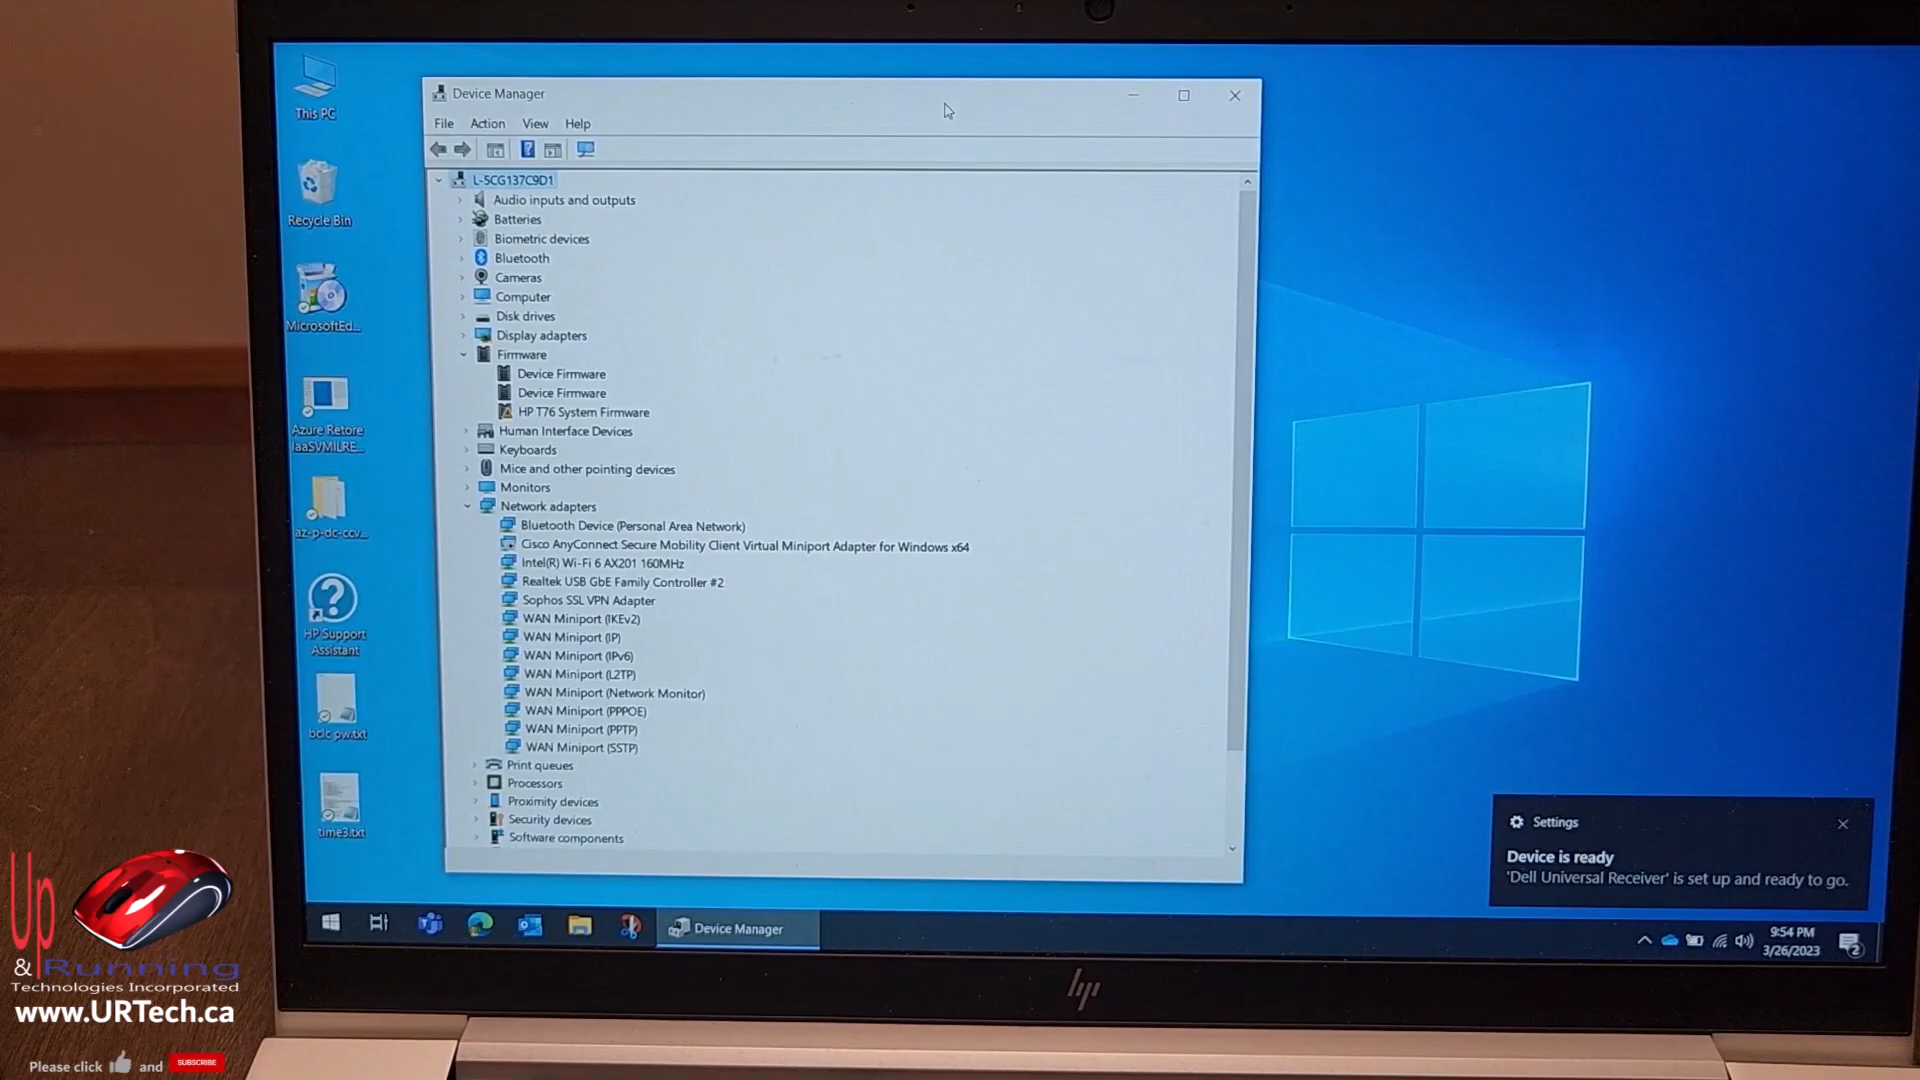 This PC
Recycle Bin
MicrosoftEd...
Azure Retore
IaaSVMILRE...
az-p-dc-ccv...
HP Support
Assistant
bclc pw.txt
time3.txt
Device Manager
File Action View Help
L-5CG137C9D1
Audio inputs and outputs
Batteries
Biometric devices
Bluetooth
Cameras
Computer
Disk drives
Display adapters
Firmware
Device Firmware
Device Firmware
HP T76 System Firmware
Human Interface Devices
Keyboards
Mice and other pointing devices
Monitors
Network adapters
Bluetooth Device (Personal Area Network)
Cisco AnyConnect Secure Mobility Client Virtual Miniport Adapter for Windows x64
Intel(R) Wi-Fi 6 AX201 160MHz
Realtek USB GbE Family Controller #2
Sophos SSL VPN Adapter
WAN Miniport (IKEv2)
WAN Miniport (IP)
WAN Miniport (IPv6)
WAN Miniport (L2TP)
WAN Miniport (Network Monitor)
WAN Miniport (PPPOE)
WAN Miniport (PPTP)
WAN Miniport (SSTP)
Print queues
Processors
Proximity devices
Security devices
Software components
Settings
Device is ready
'Dell Universal Receiver' is set up and ready to go.
Device Manager
9:54 PM
3/26/2023
2
hp
Up
& Running
Technologies Incorporated
www.URTech.ca
Please click and SUBSCRIBE